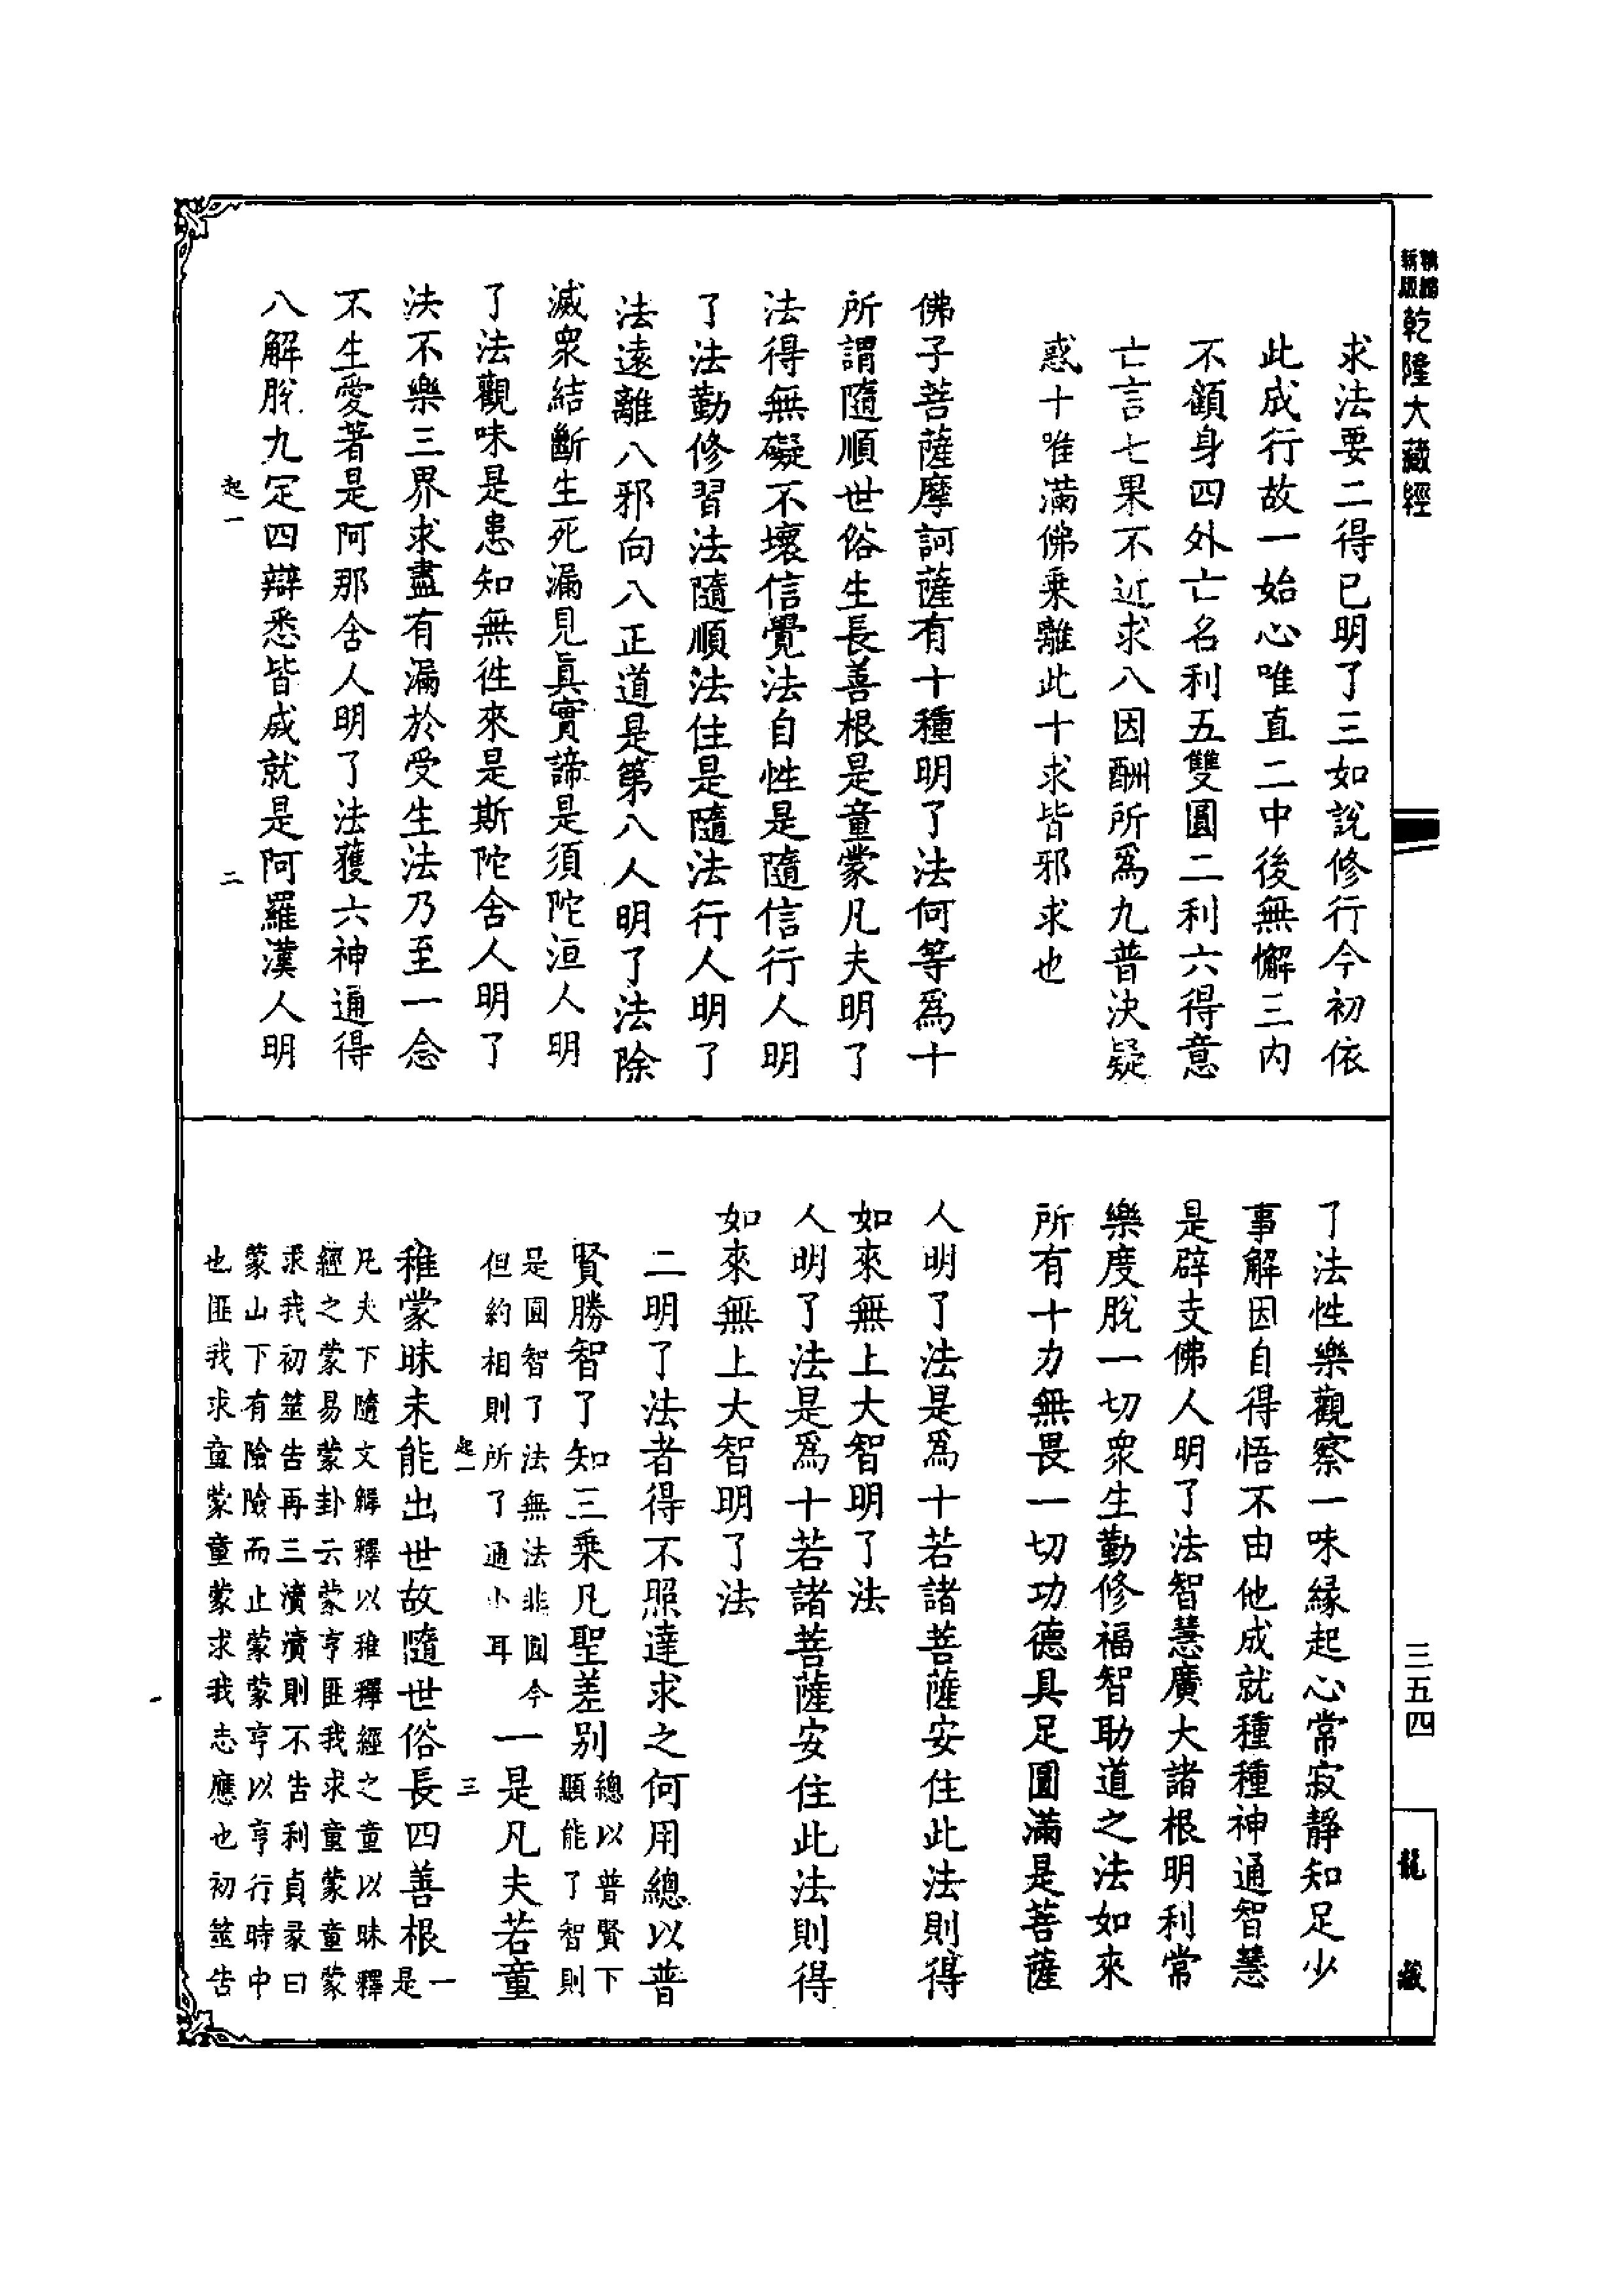 新版
精縮
乾隆大藏經
求法要二得已明了三如說修行今初依
此成行故一始心唯直二中後無懈三內
不顧身四外亡名利五雙圓二利六得意
亡言七果不近求八因酬所爲九普決疑
惑十唯滿佛乗離此十求皆邪求也
佛子菩薩摩訶薩有十種明了法何等爲十
所謂隨順世俗生長善根是童蒙凡夫明了
法得無礙不壞信覺法自性是隨信行人明
了法勤修習法隨順法住是隨法行人明了
法遠離八邪向八正道是第八人明了法除
滅衆結斷生死漏見眞實諦是須陀洹人明
了法觀味是患知無徃來是斯陀舍人明了
法不樂三界求盡有漏於受生法乃至一念
不生愛著是阿那含人明了法蒦六神通得
八解脫九定四辯悉皆成就是阿羅漢人明
起一
二
了法性樂觀察一味緣起心常寂靜知足少
事解因自得悟不由他成就種種神通智慧
是辟支佛人明了法智慧廣大諸根明利常
樂度脫一切衆生勤修福智助道之法如來
所有十力無畏一切功德具足圓滿是菩薩
人明了法是爲十若諸菩薩安住此法則得
如來無上大智明了法
人明了法是爲十若諸菩薩安住此法則得
如來無上大智明了法
二明了法者得不照達求之何用總以普
賢勝智了知三乗凡聖差別
總以普賢下
顯能了智則
是圓智了法無法非圓今
但約相則所了通小耳
一是凡夫若童
起一
三
稚蒙昧未能出世故隨世俗長四善根
一
是
凡夫下隨文解釋以稚釋經之童以昧釋
經之蒙易蒙卦云蒙亨匪我求童蒙童蒙
求我初筮告再三瀆瀆則不告利貞彖曰
蒙山下有險險而止蒙蒙亨以亨行時中
也匪我求童蒙童蒙求我志應也初筮告
三五四
龍藏